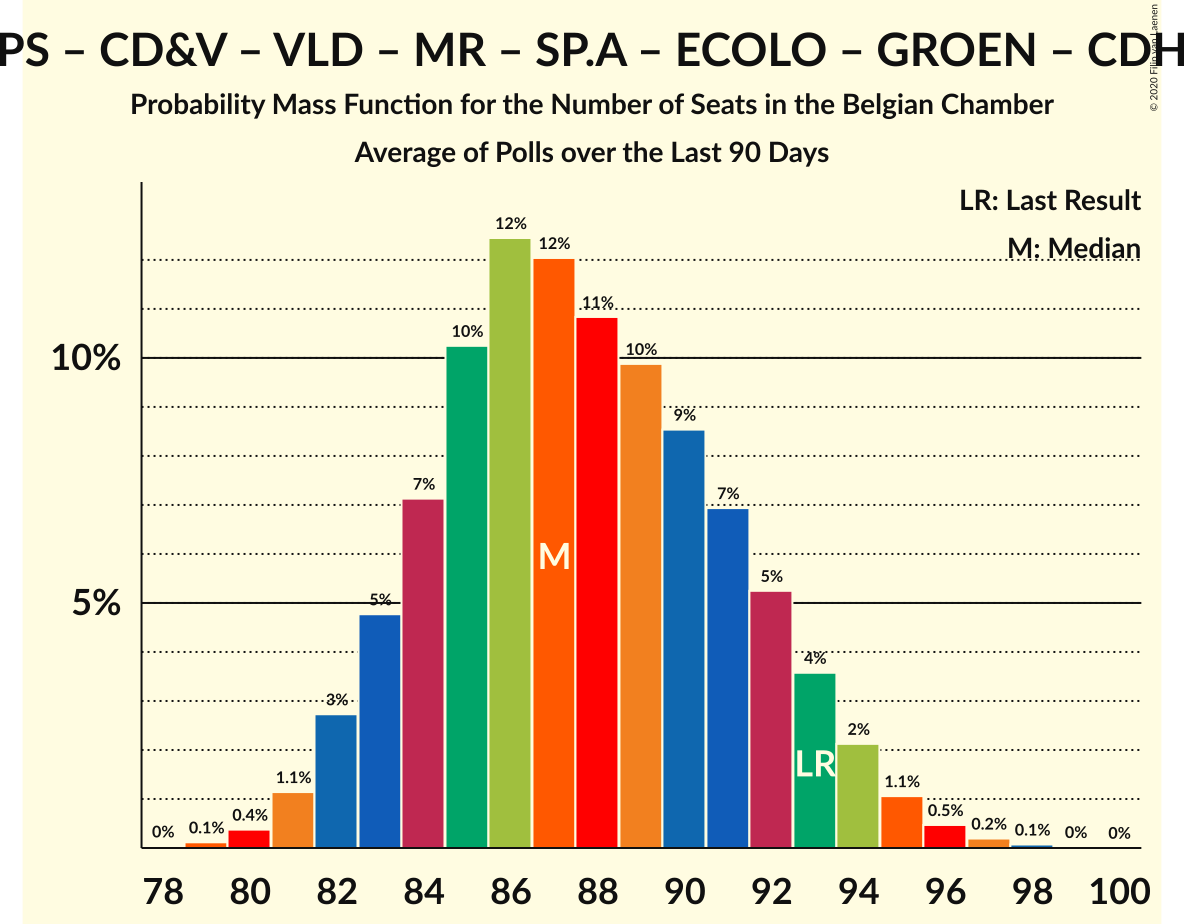 PS – CD&V – VLD – MR – SP.A – ECOLO – GROEN – CDH
Probability Mass Function for the Number of Seats in the Belgian Chamber
Average of Polls over the Last 90 Days
© 2020 Filip van Laenen
LR: Last Result
M: Median
10%
5%
0%
0.1%
0.4%
1.1%
3%
5%
7%
10%
12%
12%
11%
10%
9%
7%
5%
4%
2%
1.1%
0.5%
0.2%
0.1%
0%
0%
M
LR
78 80 82 84 86 88 90 92 94 96 98 100